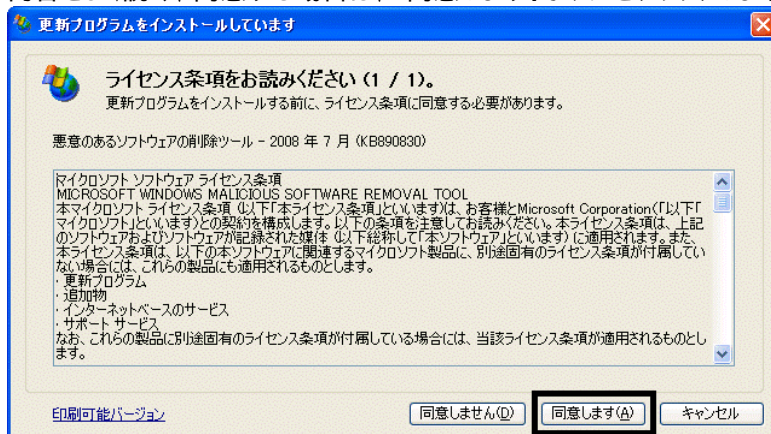 更新プログラムをインストールしています
ライセンス条項をお読みください (1 / 1)。
更新プログラムをインストールする前に、ライセンス条項に同意する必要があります。
悪意のあるソフトウェアの削除ツール - 2008 年 7 月 (KB890830)
マイクロソフト ソフトウェア ライセンス条項
MICROSOFT WINDOWS MALICIOUS SOFTWARE REMOVAL TOOL
本マイクロソフト ライセンス条項 (以下「本ライセンス条項」といいます)は、お客様とMicrosoft Corporation(「以下「
マイクロソフト」といいます)との契約を構成します。以下の条項を注意してお読みください。本ライセンス条項は、上記
のソフトウェアおよびソフトウェアが記録された媒体 (以下総称して「本ソフトウェア」といいます) に適用されます。また、
本ライセンス条項は、以下の本ソフトウェアに関連するマイクロソフト製品に、別途固有のライセンス条項が付属してい
ない場合には、これらの製品にも適用されるものとします。
・更新プログラム
・追加物
・インターネットベースのサービス
・サポート サービス
なお、これらの製品に別途固有のライセンス条項が付属している場合には、当該ライセンス条項が適用されるものとし
ます。
印刷可能バージョン
同意しません(D)
同意します(A)
キャンセル